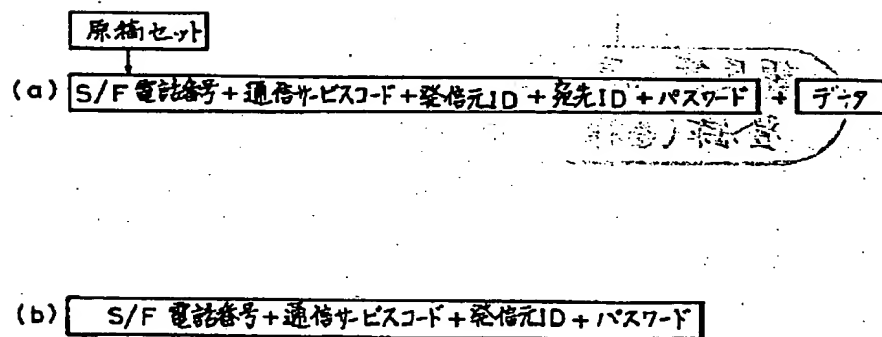 原稿セット
(a) S/F 電話番号+通信サービスコード+発信元ID+宛先ID+パスワード + データ
(b) S/F 電話番号+通信サービスコード+発信元ID+パスワード